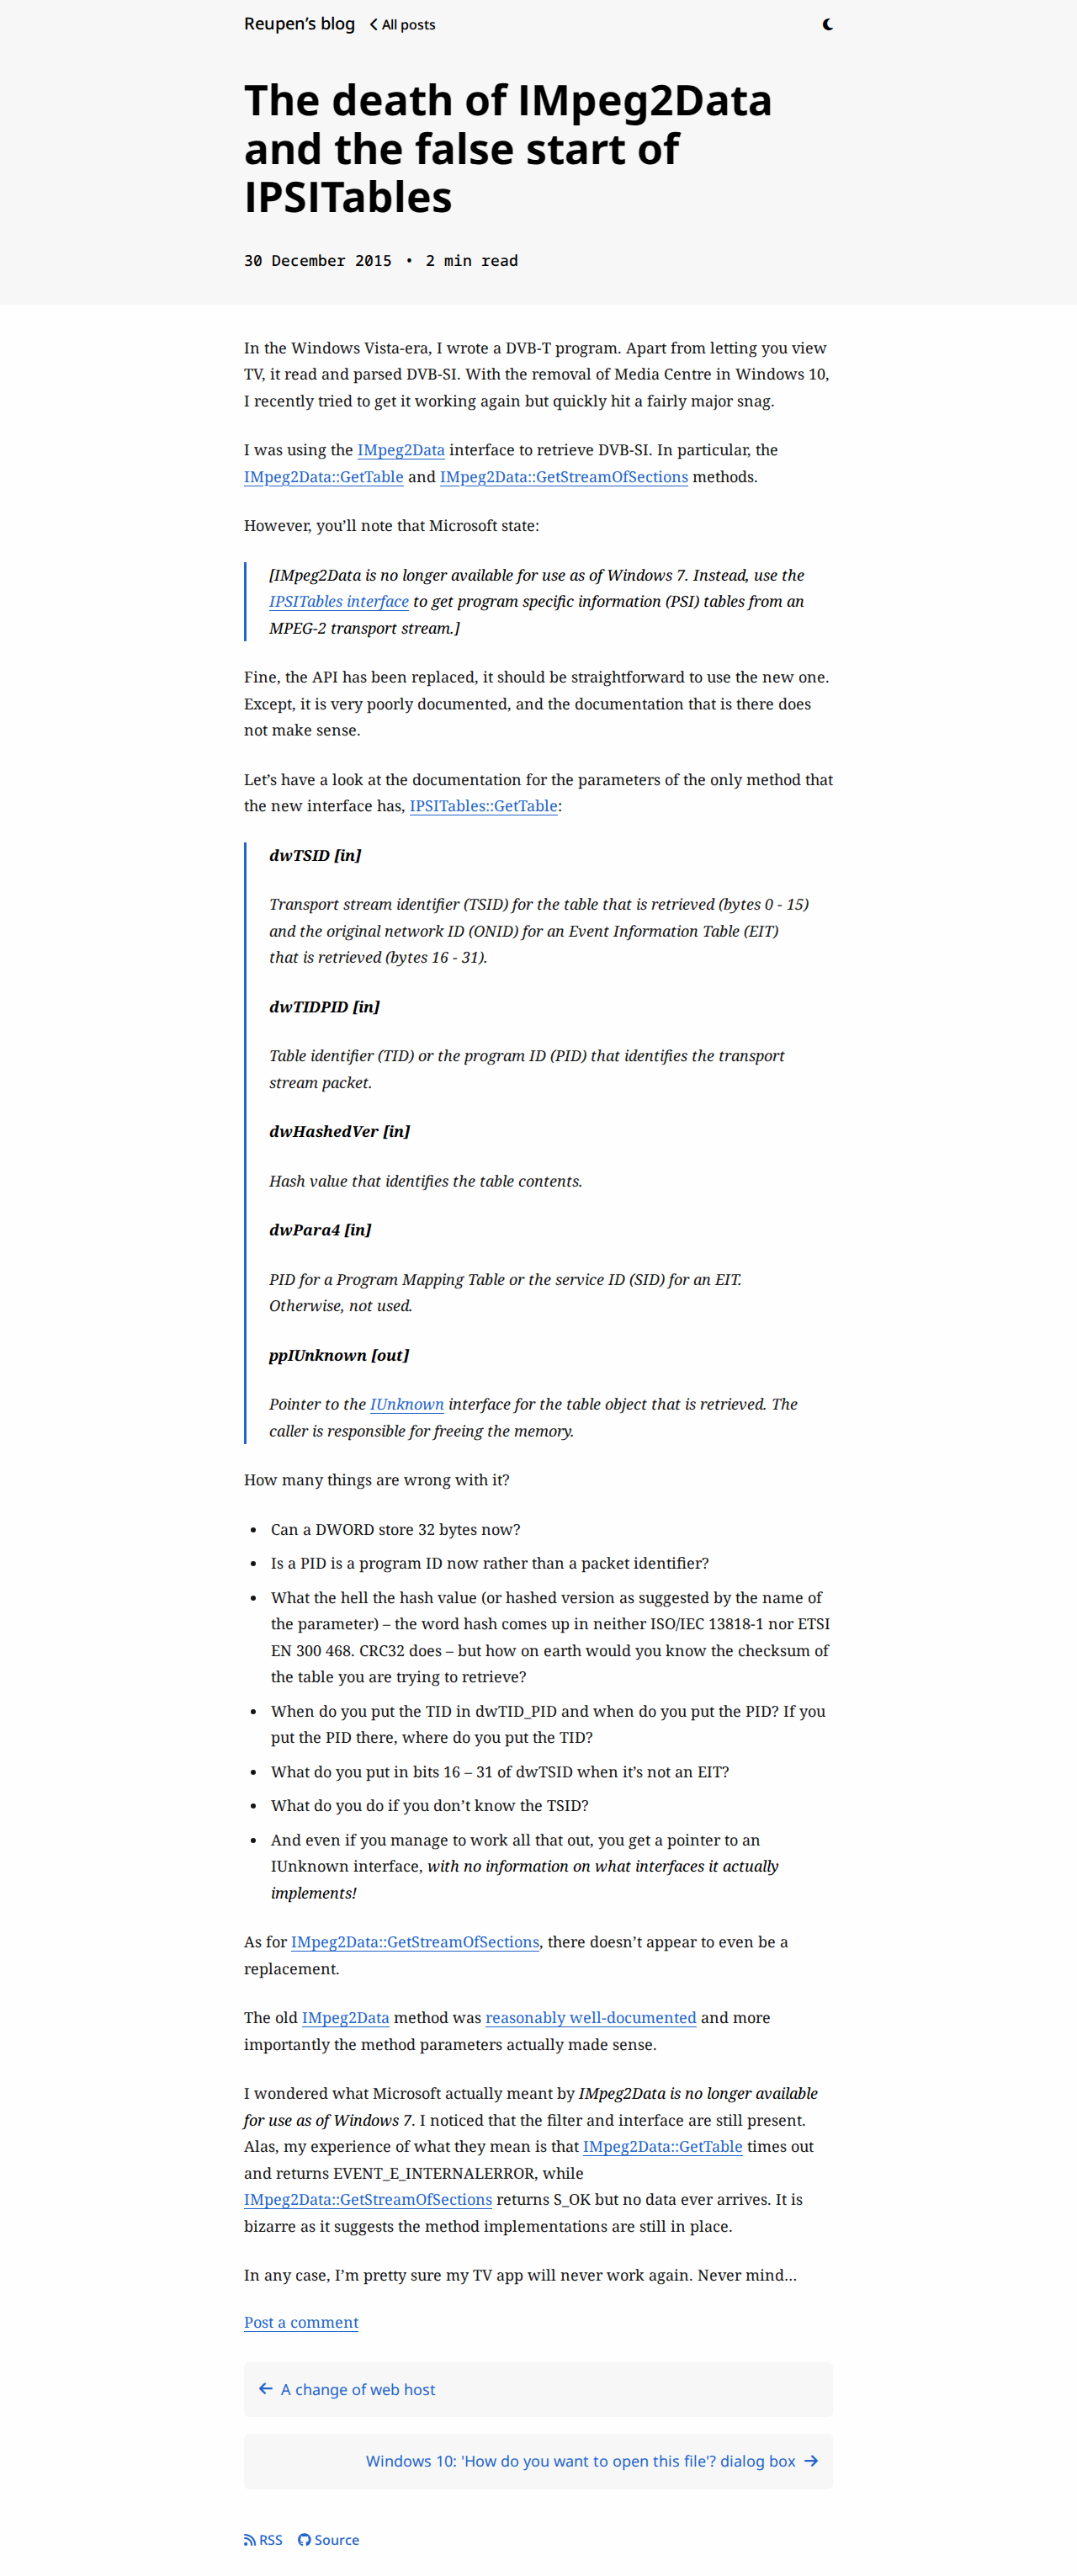 Reupen’s blog All posts
The death of IMpeg2Data
and the false start of
IPSITables
30 December 2015 • 2 min read
In the Windows Vista-era, I wrote a DVB-T program. Apart from letting you view
TV, it read and parsed DVB-SI. With the removal of Media Centre in Windows 10,
I recently tried to get it working again but quickly hit a fairly major snag.
I was using the IMpeg2Data interface to retrieve DVB-SI. In particular, the
IMpeg2Data::GetTable and IMpeg2Data::GetStreamOfSections methods.
However, you’ll note that Microsoft state:
[IMpeg2Data is no longer available for use as of Windows 7. Instead, use the
IPSITables interface to get program specific information (PSI) tables from an
MPEG-2 transport stream.]
Fine, the API has been replaced, it should be straightforward to use the new one.
Except, it is very poorly documented, and the documentation that is there does
not make sense.
Let’s have a look at the documentation for the parameters of the only method that
the new interface has, IPSITables::GetTable:
dwTSID [in]
Transport stream identifier (TSID) for the table that is retrieved (bytes 0 - 15)
and the original network ID (ONID) for an Event Information Table (EIT)
that is retrieved (bytes 16 - 31).
dwTIDPID [in]
Table identifier (TID) or the program ID (PID) that identifies the transport
stream packet.
dwHashedVer [in]
Hash value that identifies the table contents.
dwPara4 [in]
PID for a Program Mapping Table or the service ID (SID) for an EIT.
Otherwise, not used.
ppIUnknown [out]
Pointer to the IUnknown interface for the table object that is retrieved. The
caller is responsible for freeing the memory.
How many things are wrong with it?
• Can a DWORD store 32 bytes now?
• Is a PID is a program ID now rather than a packet identifier?
• What the hell the hash value (or hashed version as suggested by the name of
the parameter) – the word hash comes up in neither ISO/IEC 13818-1 nor ETSI
EN 300 468. CRC32 does – but how on earth would you know the checksum of
the table you are trying to retrieve?
• When do you put the TID in dwTID_PID and when do you put the PID? If you
put the PID there, where do you put the TID?
• What do you put in bits 16 – 31 of dwTSID when it’s not an EIT?
• What do you do if you don’t know the TSID?
• And even if you manage to work all that out, you get a pointer to an
IUnknown interface, with no information on what interfaces it actually
implements!
As for IMpeg2Data::GetStreamOfSections, there doesn’t appear to even be a
replacement.
The old IMpeg2Data method was reasonably well-documented and more
importantly the method parameters actually made sense.
I wondered what Microsoft actually meant by IMpeg2Data is no longer available
for use as of Windows 7. I noticed that the filter and interface are still present.
Alas, my experience of what they mean is that IMpeg2Data::GetTable times out
and returns EVENT_E_INTERNALERROR, while
IMpeg2Data::GetStreamOfSections returns S_OK but no data ever arrives. It is
bizarre as it suggests the method implementations are still in place.
In any case, I’m pretty sure my TV app will never work again. Never mind…
Post a comment
← A change of web host
Windows 10: 'How do you want to open this file'? dialog box →
RSS Source